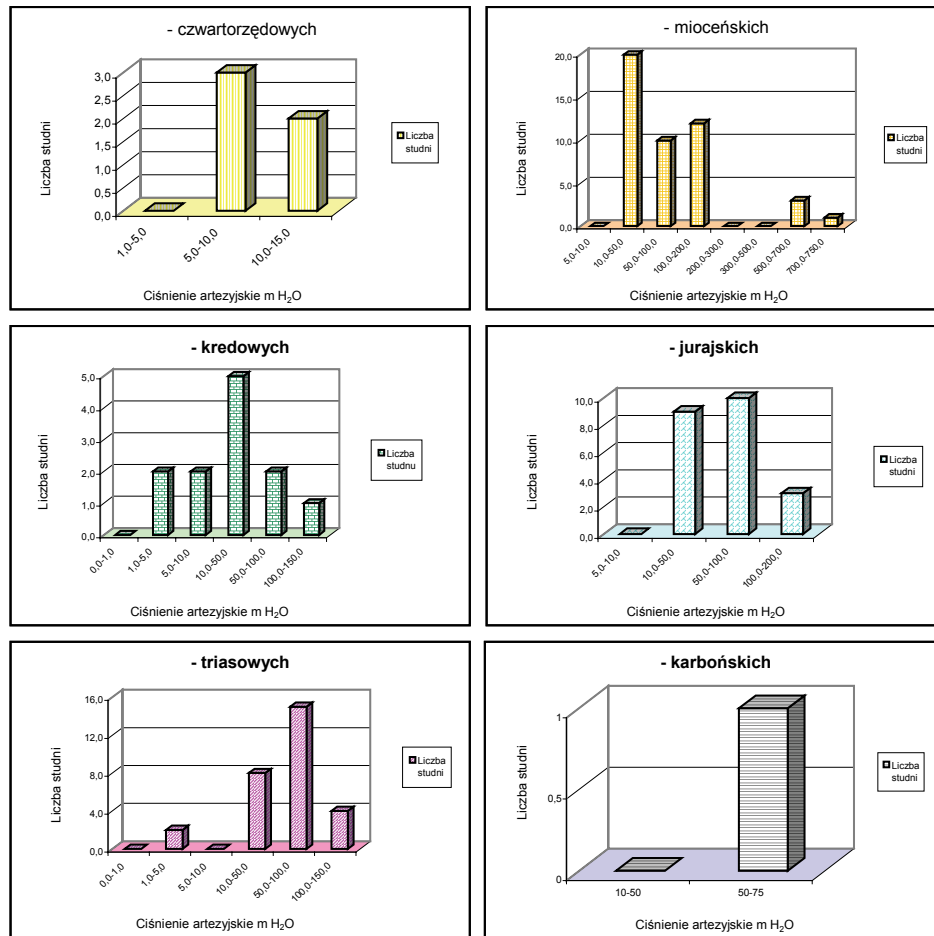 - czwartorzędowych
Liczba studni
3,0
2,5
2,0
1,5
1,0
0,5
0,0
1,0-5,0
5,0-10,0
10,0-15,0
Ciśnienie artezyjskie m H₂O
Liczba
studni
- mioceńskich
Liczba studni
20,0
15,0
10,0
5,0
0,0
5,0-10,0
10,0-50,0
50,0-100,0
100,0-200,0
200,0-300,0
300,0-500,0
500,0-700,0
700,0-750,0
Ciśnienie artezyjskie m H₂O
Liczba
studni
- kredowych
Liczba studni
5,0
4,0
3,0
2,0
1,0
0,0
0,0-1,0
1,0-5,0
5,0-10,0
10,0-50,0
50,0-100,0
100,0-150,0
Ciśnienie artezyjskie m H₂O
Liczba
studnu
- jurajskich
Liczba studni
10,0
8,0
6,0
4,0
2,0
0,0
5,0-10,0
10,0-50,0
50,0-100,0
100,0-200,0
Ciśnienie artezyjskie m H₂O
Liczba
studni
- triasowych
Liczba studni
16,0
12,0
8,0
4,0
0,0
0,0-1,0
1,0-5,0
5,0-10,0
10,0-50,0
50,0-100,0
100,0-150,0
Ciśnienie artezyjskie m H₂O
Liczba
studni
- karbońskich
Liczba studni
1
0,5
0
10-50
50-75
Ciśnienie artezyjskie m H₂O
Liczba
studni